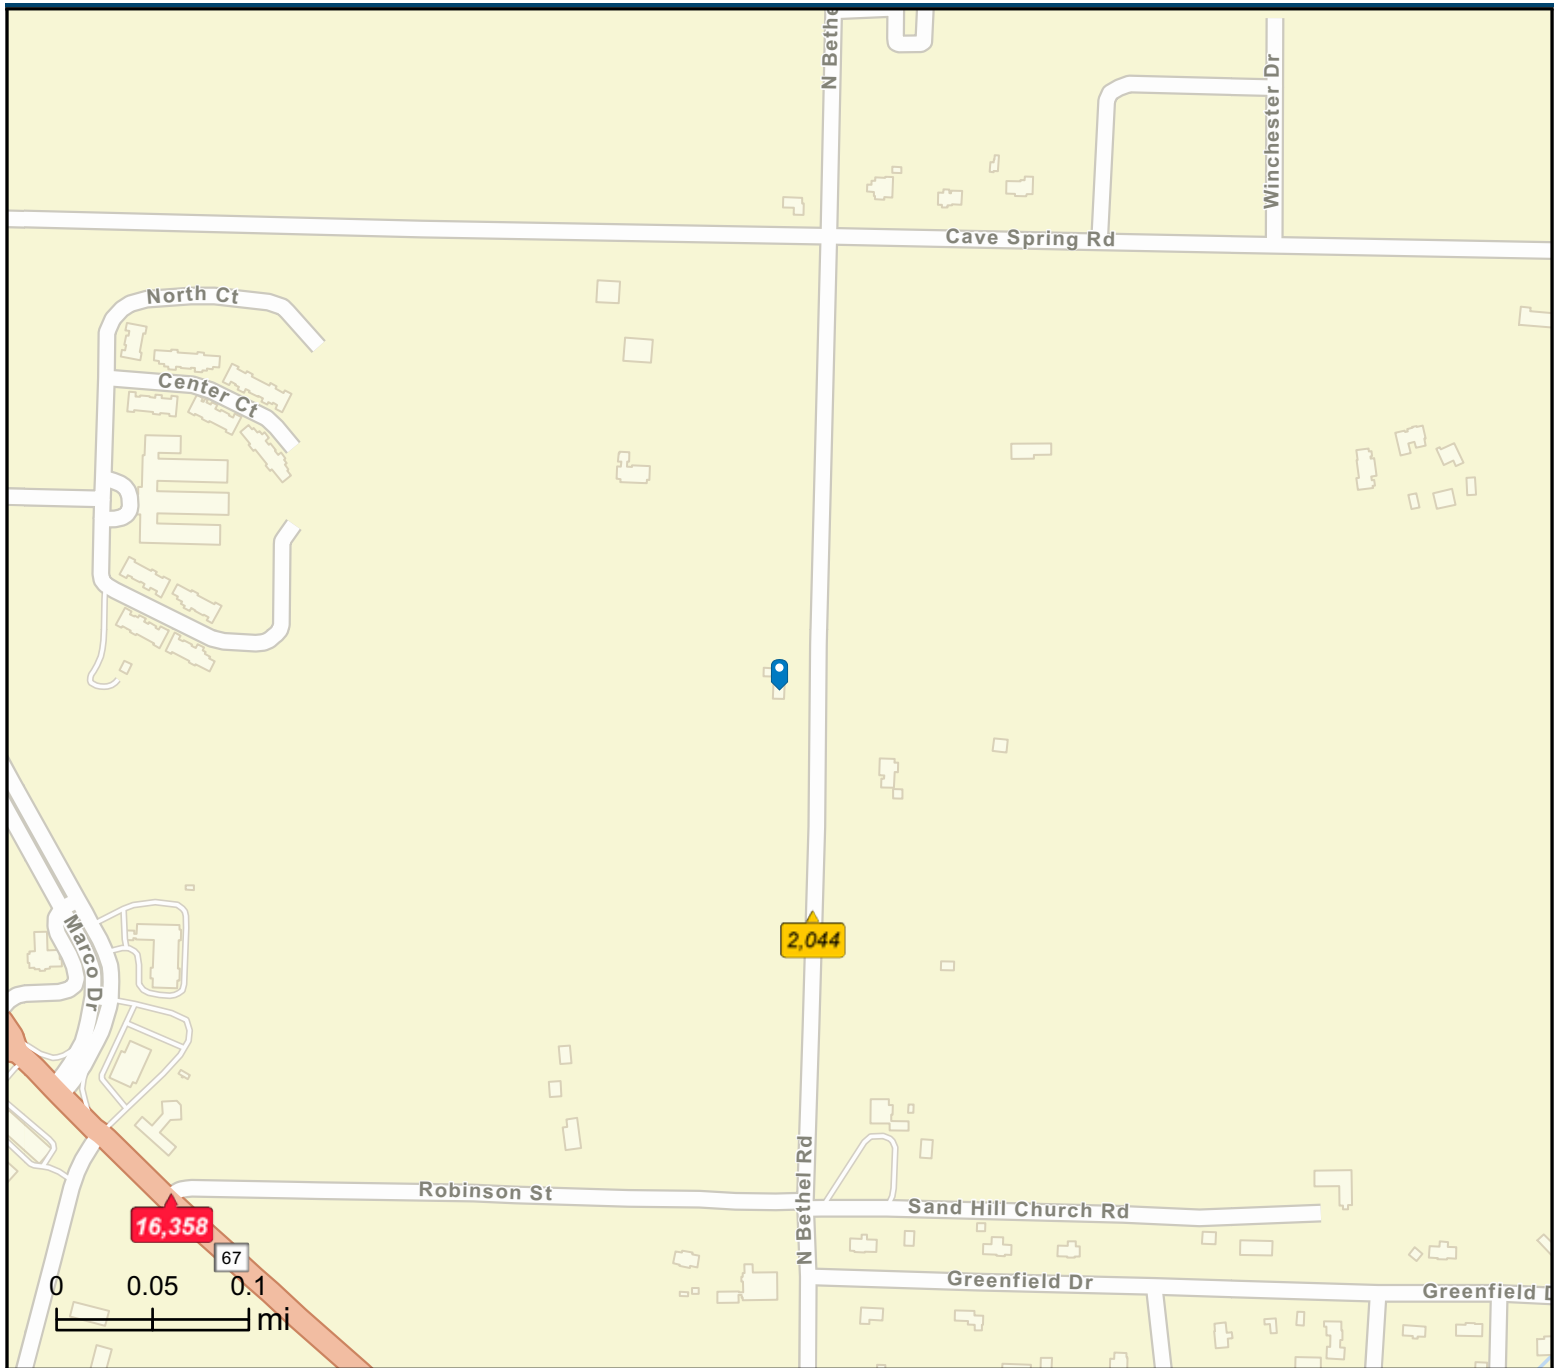 N Bethe
Winchester Dr
Cave Spring Rd
North Ct
Center Ct
Marco Dr
2,044
N Bethel Rd
Robinson St
Sand Hill Church Rd
16,358
67
Greenfield Dr
Greenfield D
0 0.05 0.1
mi